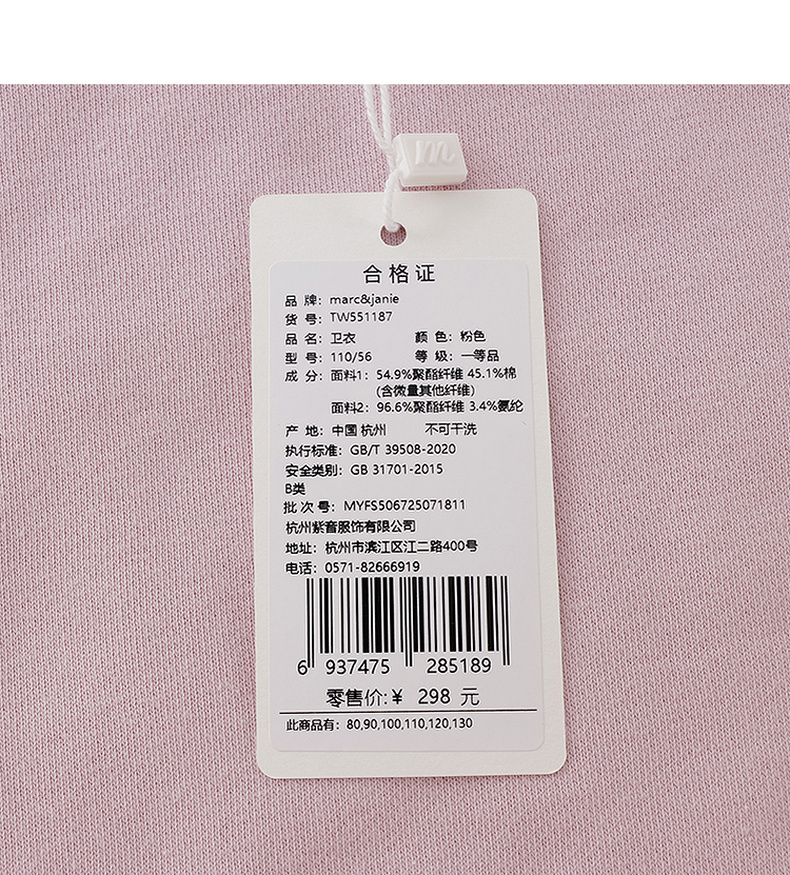 m
合格证
品 牌：marc&janie
货 号：TW551187
品 名：卫衣 颜 色：粉色
型 号：110/56 等 级：一等品
成 分：面料1：54.9%聚酯纤维 45.1%棉
(含微量其他纤维)
面料2：96.6%聚酯纤维 3.4%氨纶
产 地：中国 杭州 不可干洗
执行标准：GB/T 39508-2020
安全类别：GB 31701-2015
B类
批 次 号：MYFS506725071811
杭州紫音服饰有限公司
地址：杭州市滨江区江二路400号
电话：0571-82666919
6 937475 285189
零售价:￥ 298 元
此商品有：80,90,100,110,120,130